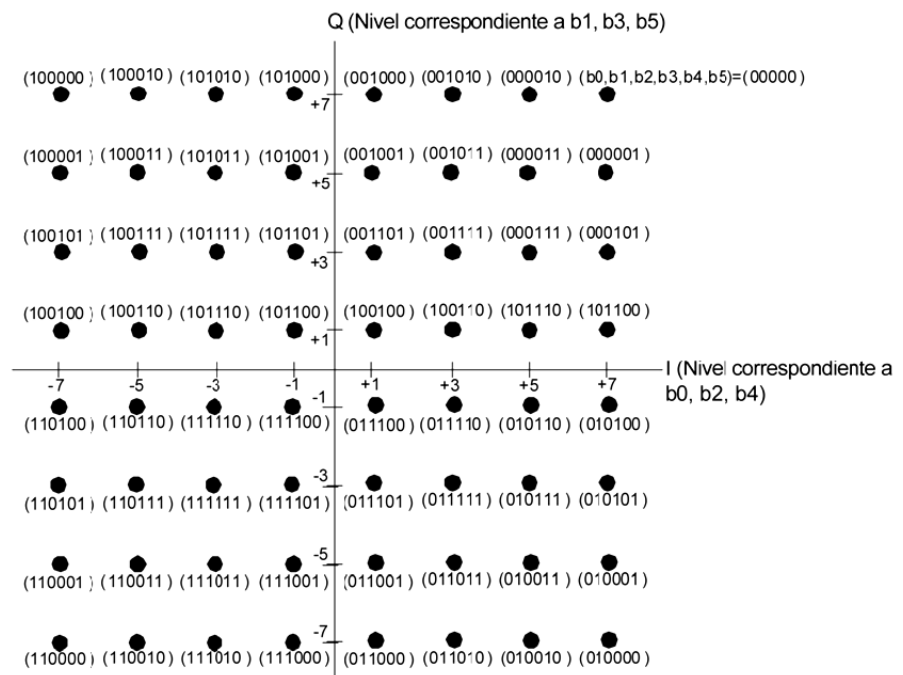 Q (Nivel correspondiente a b1, b3, b5)
(100000) (100010) (101010) (101000) (001000) (001010) (000010) (b0,b1,b2,b3,b4,b5)=(00000)
+7
(100001) (100011) (101011) (101001) (001001) (001011) (000011) (000001)
+5
(100101) (100111) (101111) (101101) (001101) (001111) (000111) (000101)
+3
(100100) (100110) (101110) (101100) (100100) (100110) (101110) (101100)
+1
-7 -5 -3 -1 +1 +3 +5 +7
I (Nivel correspondiente a
b0, b2, b4)
-1
(110100) (110110) (111110) (111100) (011100) (011110) (010110) (010100)
-3
(110101) (110111) (111111) (111101) (011101) (011111) (010111) (010101)
-5
(110001) (110011) (111011) (111001) (011001) (011011) (010011) (010001)
-7
(110000) (110010) (111010) (111000) (011000) (011010) (010010) (010000)